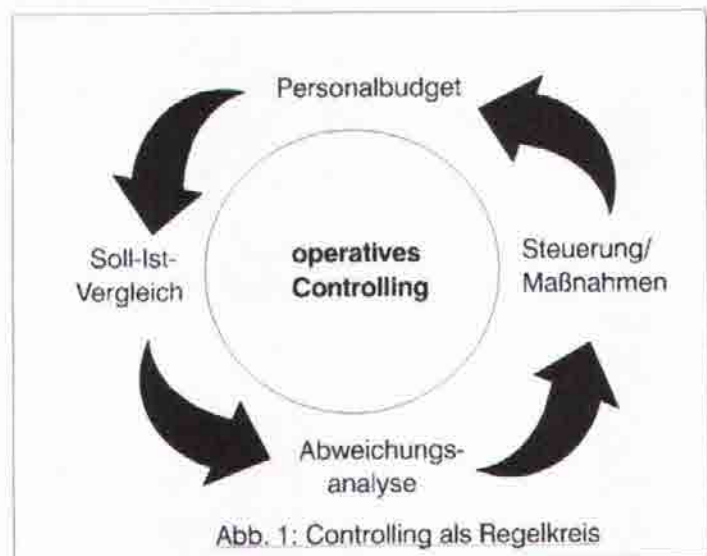 Personalbudget
Soll-Ist-
Vergleich
operatives
Controlling
Steuerung/
Maßnahmen
Abweichungs-
analyse
Abb. 1: Controlling als Regelkreis